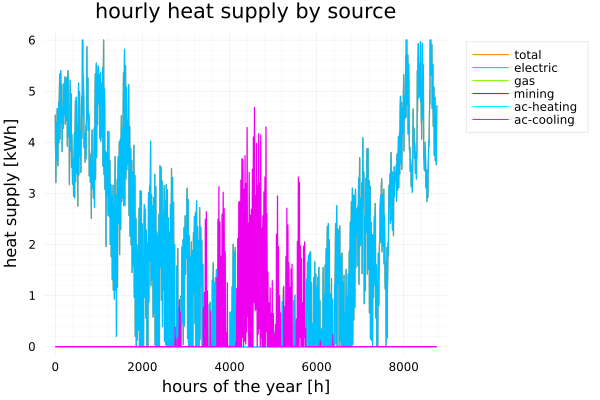 hourly heat supply by source
heat supply [kWh]
6
5
4
3
2
1
0
0
2000
4000
6000
8000
hours of the year [h]
total
electric
gas
mining
ac-heating
ac-cooling